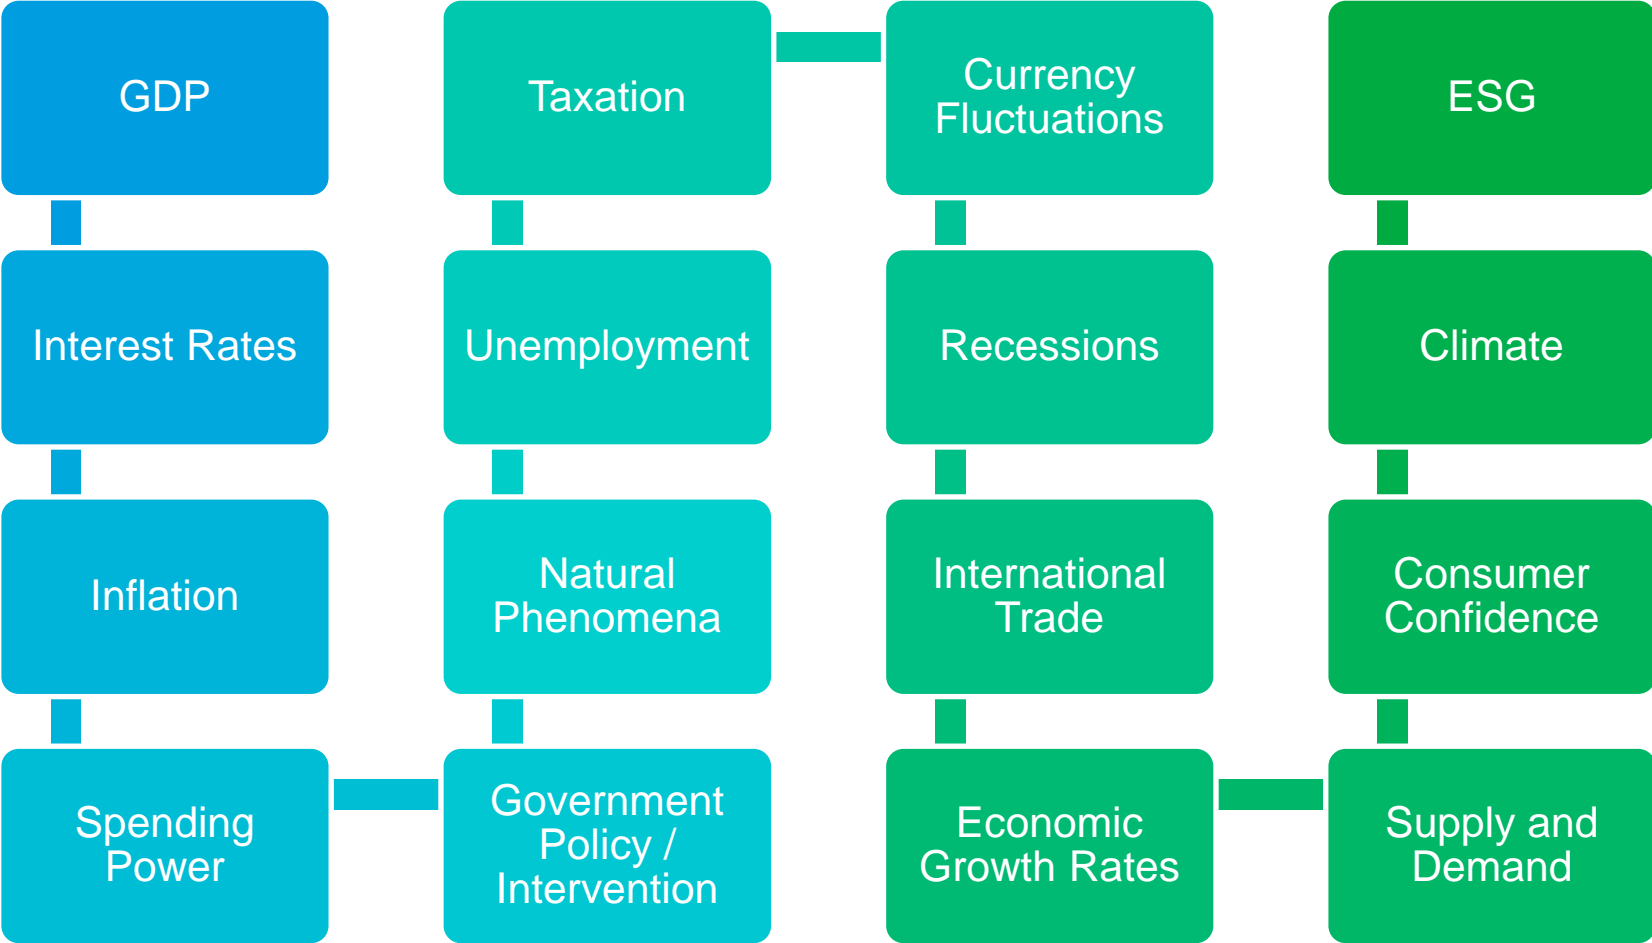 GDP
Interest Rates
Inflation
Spending
Power
Government
Policy /
Intervention
Natural
Phenomena
Unemployment
Taxation
Currency
Fluctuations
Recessions
International
Trade
Economic
Growth Rates
Supply and
Demand
Consumer
Confidence
Climate
ESG